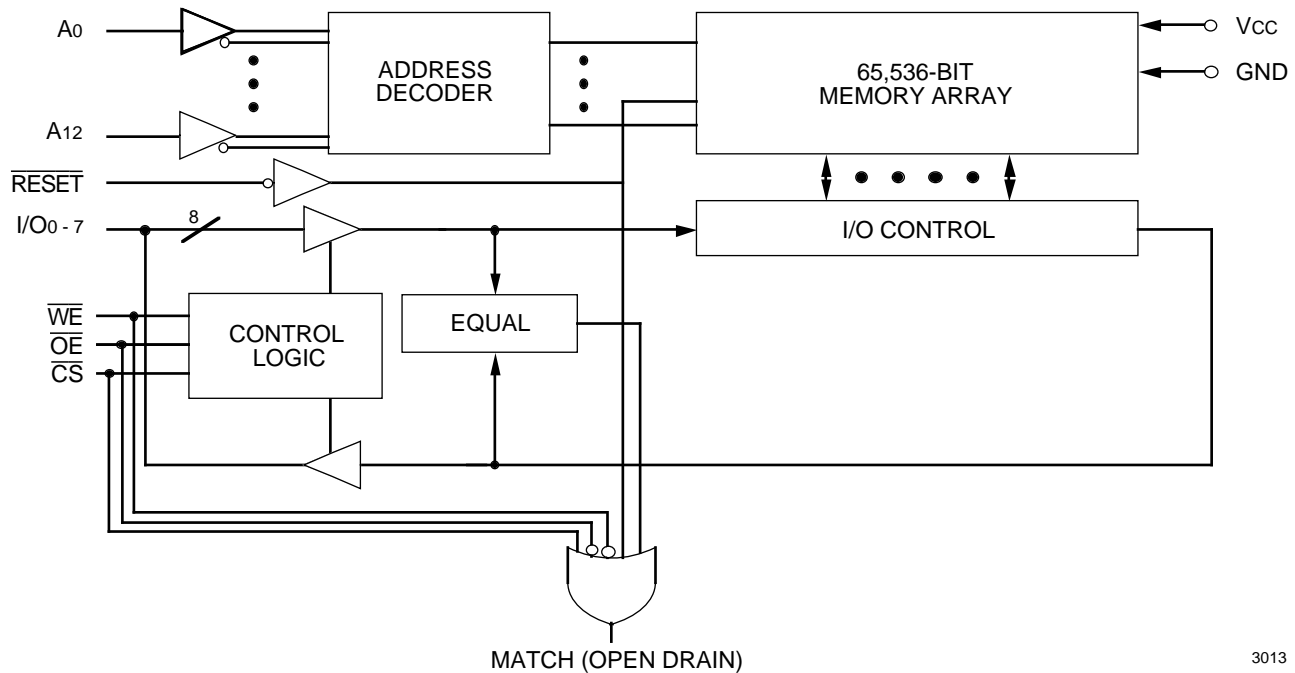 A0
VCC
ADDRESS
DECODER
65,536-BIT
MEMORY ARRAY
GND
A12
RESET
I/O0 - 7
8
I/O CONTROL
WE
OE
CS
CONTROL
LOGIC
EQUAL
MATCH (OPEN DRAIN)
3013